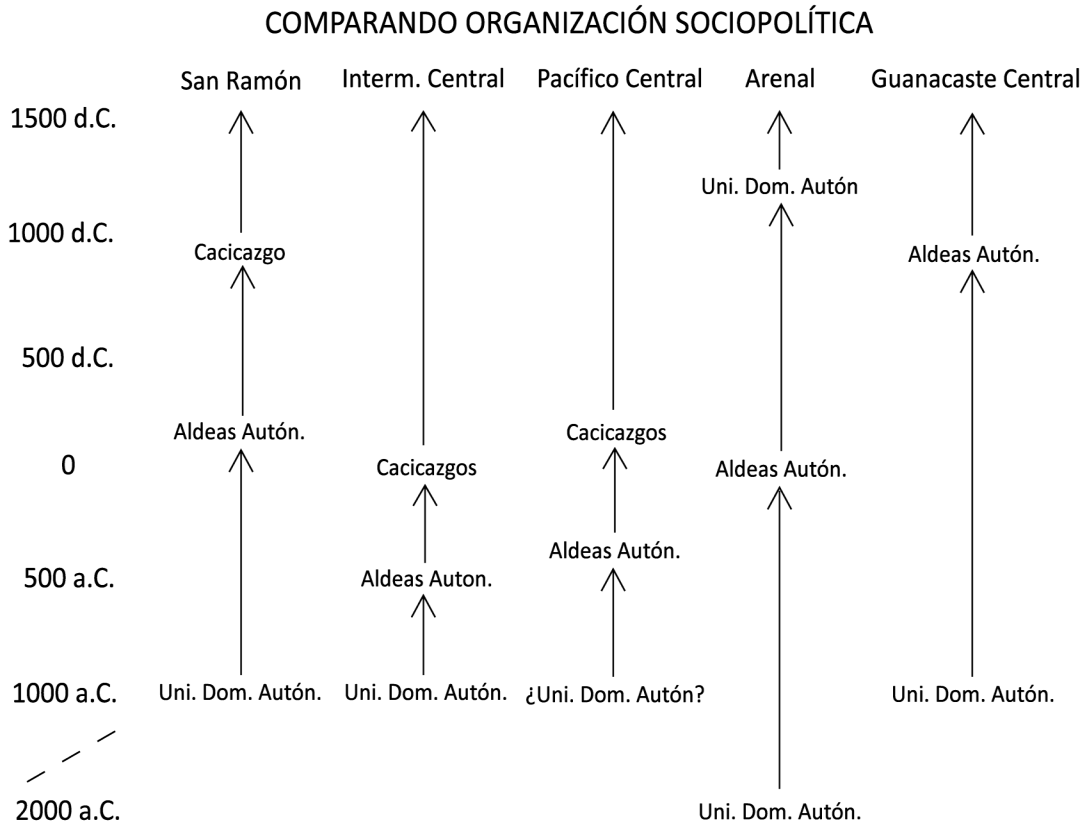 COMPARANDO ORGANIZACIÓN SOCIOPOLÍTICA
San Ramón Interm. Central Pacífico Central Arenal Guanacaste Central
1500 d.C.
Uni. Dom. Autón
1000 d.C.
Cacicazgo Aldeas Autón.
500 d.C.
Aldeas Autón. Cacicazgos
0 Cacicazgos Aldeas Autón.
Aldeas Autón.
500 a.C. Aldeas Auton.
1000 a.C. Uni. Dom. Autón. Uni. Dom. Autón. ¿Uni. Dom. Autón? Uni. Dom. Autón.
2000 a.C. Uni. Dom. Autón.